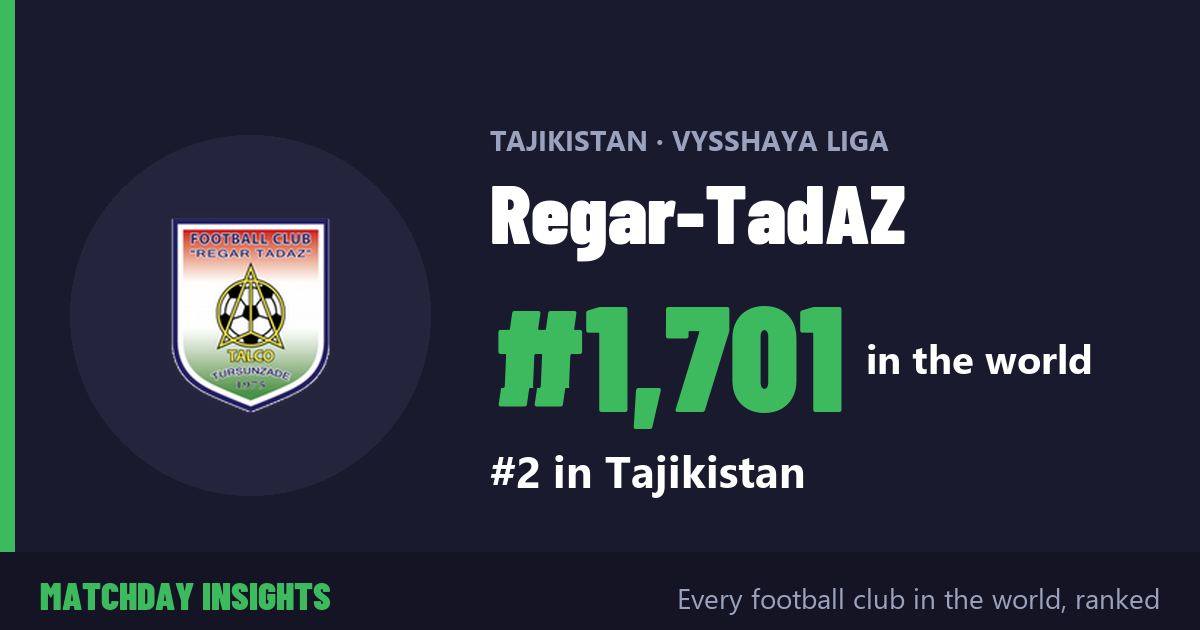 TAJIKISTAN · VYSSHAYA LIGA
Regar-TadAZ
#1,701 in the world
#2 in Tajikistan
FOOTBALL CLUB
"REGAR TADAZ"
TALCO
TURSUNZADE
1975
MATCHDAY INSIGHTS
Every football club in the world, ranked